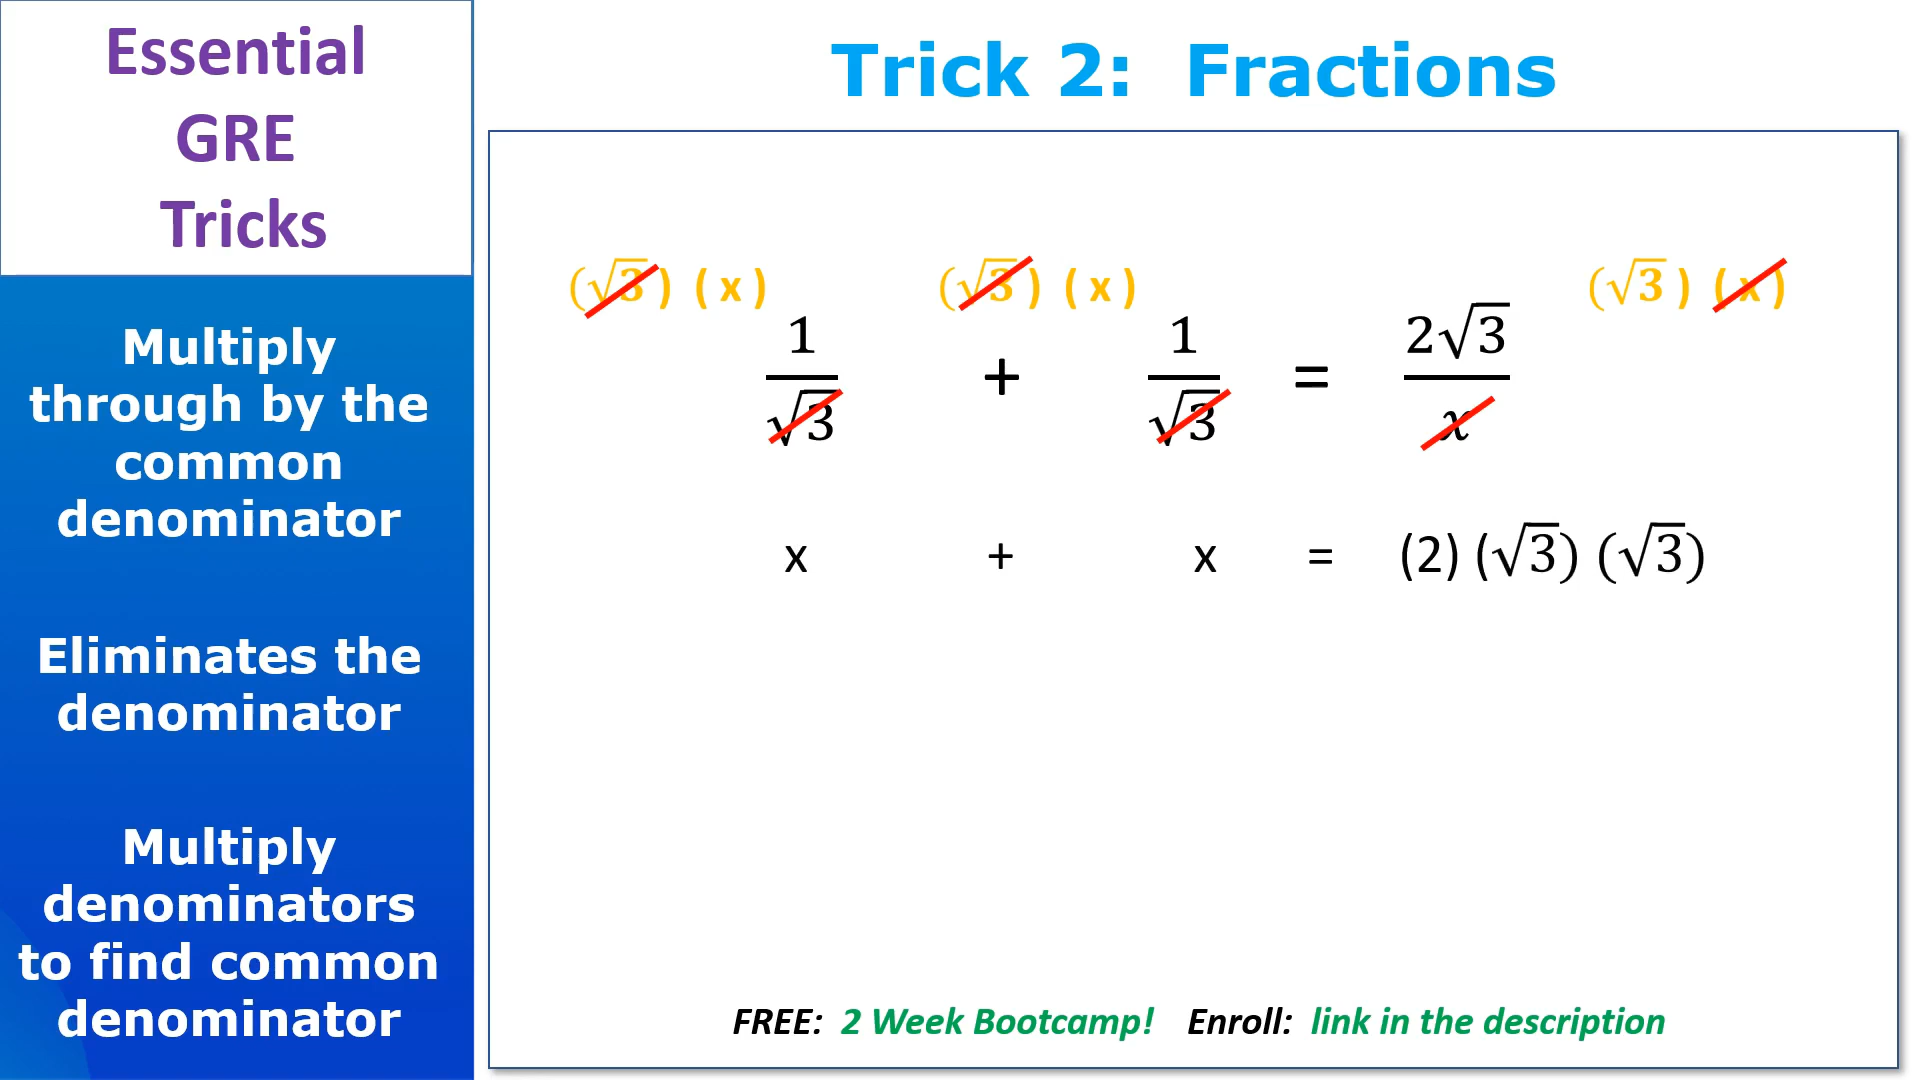 Essential
GRE
Tricks
Multiply
through by the
common
denominator
Eliminates the
denominator
Multiply
denominators
to find common
denominator
Trick 2: Fractions
(√3) (x) (√3) (x) (√3) (x)
1/√3 + 1/√3 = 2√3/x
x + x = (2) (√3) (√3)
FREE: 2 Week Bootcamp! Enroll: link in the description